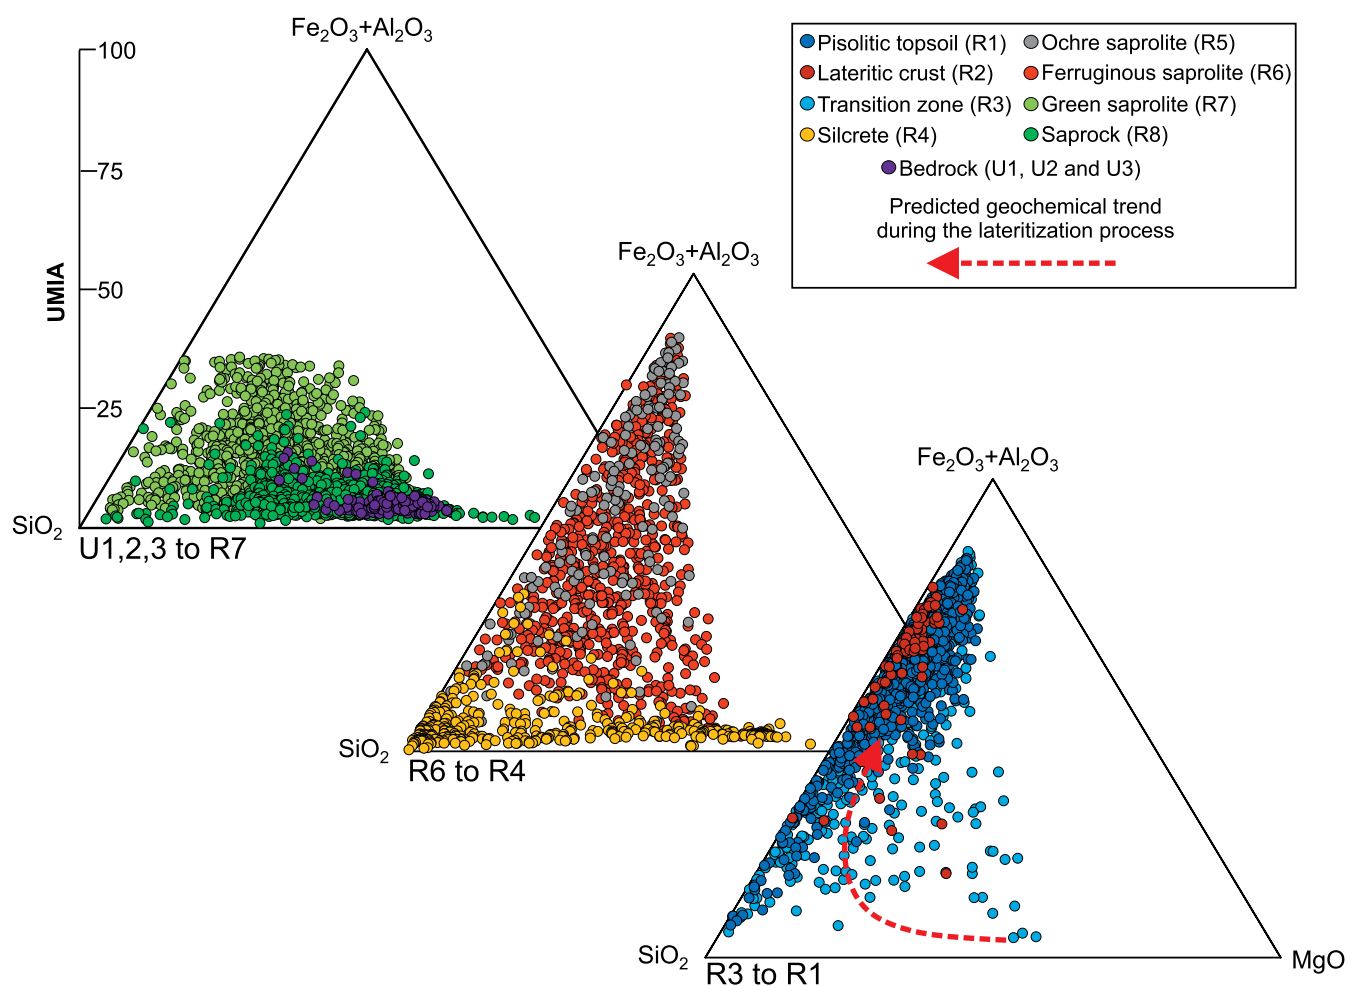 Fe₂O₃+Al₂O₃
100
75
50
25
UMIA
SiO₂
U1,2,3 to R7
Fe₂O₃+Al₂O₃
SiO₂
R6 to R4
Fe₂O₃+Al₂O₃
SiO₂
MgO
R3 to R1
Pisolitic topsoil (R1)
Ochre saprolite (R5)
Lateritic crust (R2)
Ferruginous saprolite (R6)
Transition zone (R3)
Green saprolite (R7)
Silcrete (R4)
Saprock (R8)
Bedrock (U1, U2 and U3)
Predicted geochemical trend
during the lateritization process